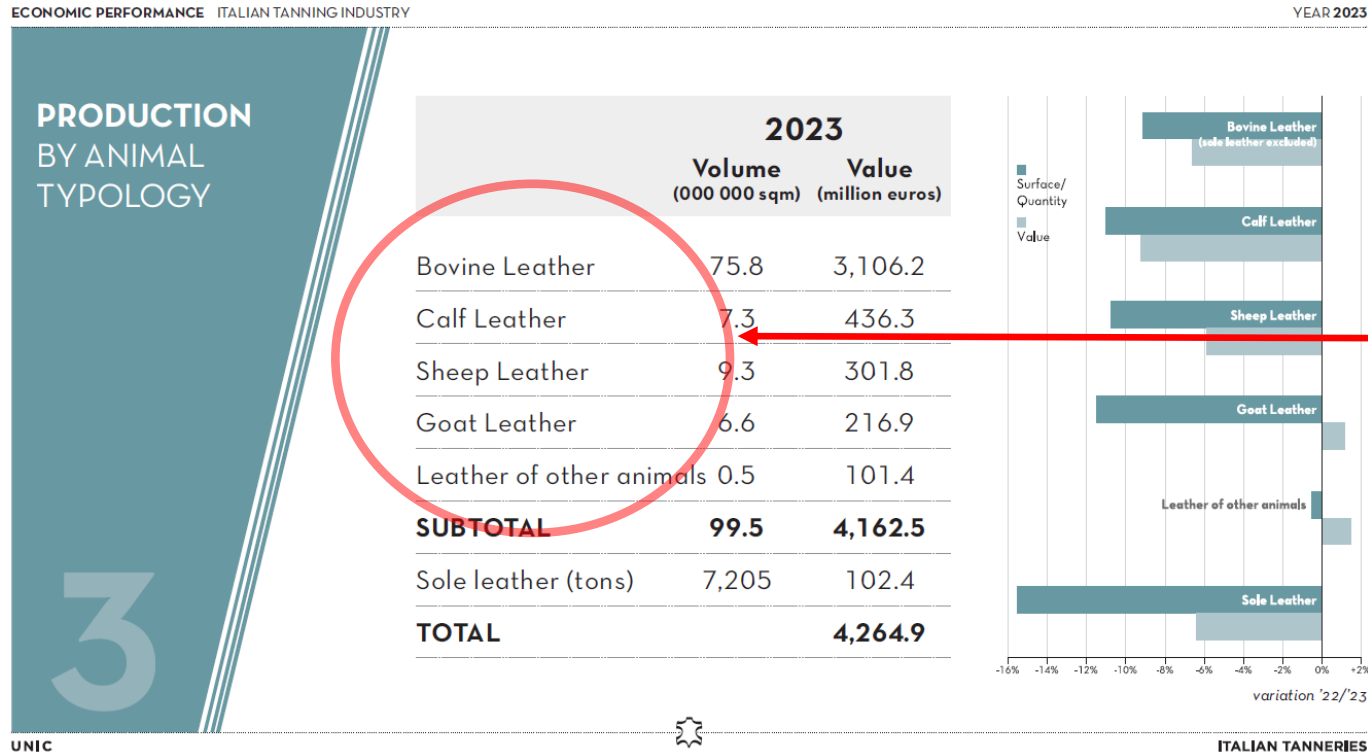 ECONOMIC PERFORMANCE ITALIAN TANNING INDUSTRY
YEAR 2023
PRODUCTION
BY ANIMAL
TYPOLOGY
3
2023
Volume Value
(000 000 sqm) (million euros)
Bovine Leather 75.8 3,106.2
Calf Leather 7.3 436.3
Sheep Leather 9.3 301.8
Goat Leather 6.6 216.9
Leather of other animals 0.5 101.4
SUBTOTAL 99.5 4,162.5
Sole leather (tons) 7,205 102.4
TOTAL 4,264.9
Surface/
Quantity
Value
Bovine Leather
(sole leather excluded)
Calf Leather
Sheep Leather
Goat Leather
Leather of other animals
Sole Leather
-16% -14% -12% -10% -8% -6% -4% -2% 0% +2%
variation '22/'23
UNIC
ITALIAN TANNERIES